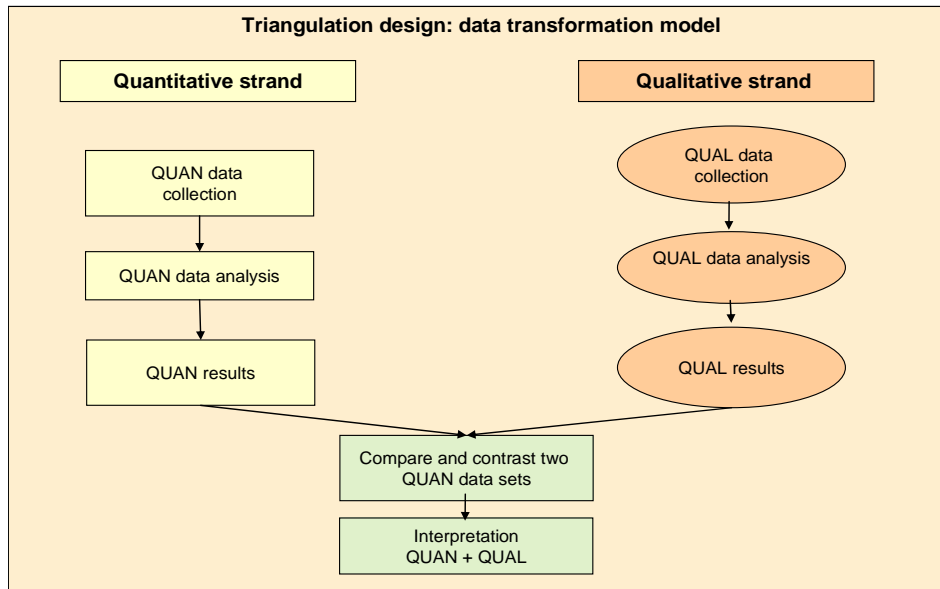 Triangulation design: data transformation model
Quantitative strand
Qualitative strand
QUAN data
collection
QUAL data
collection
QUAN data analysis
QUAL data analysis
QUAN results
QUAL results
Compare and contrast two
QUAN data sets
Interpretation
QUAN + QUAL